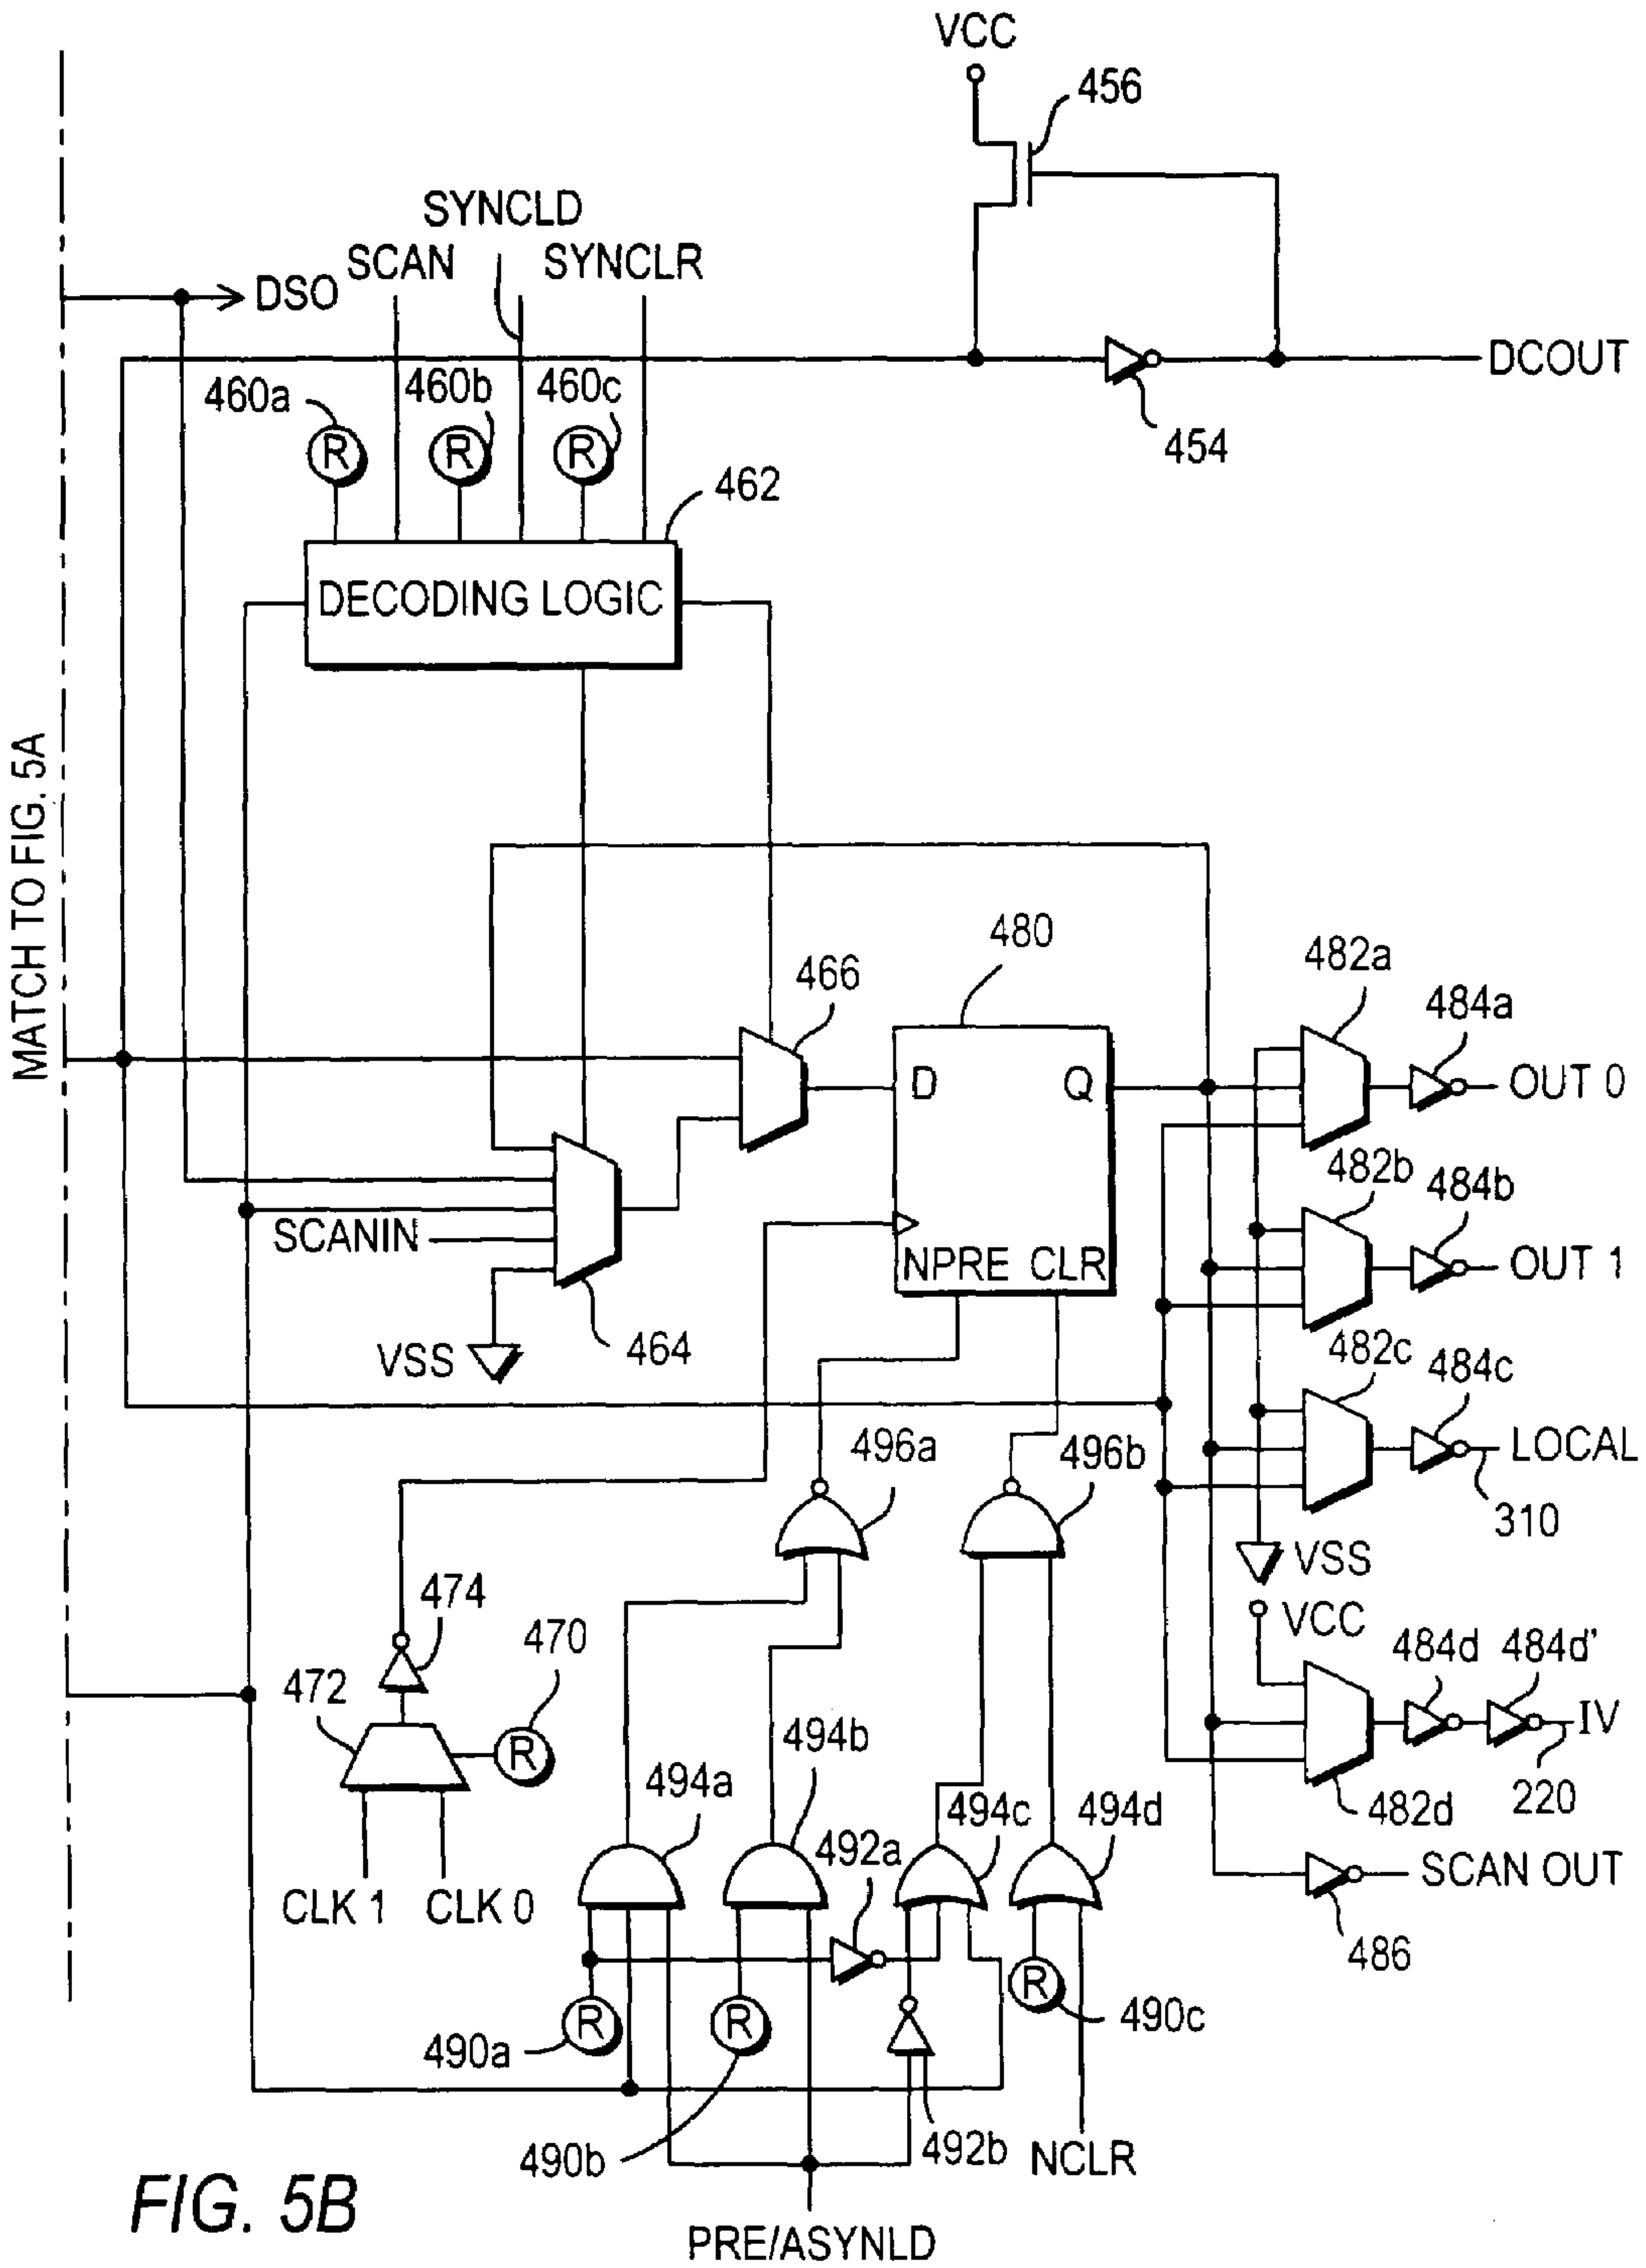 VCC
456
SYNCLD
SCAN
SYNCLR
DSO
DCOUT
460a
460b
460c
454
R
R
R
462
DECODING LOGIC
MATCH TO FIG. 5A
480
466
482a
484a
D
Q
OUT 0
482b
484b
SCANIN
OUT 1
NPRE
CLR
VSS
464
482c
484c
496a
496b
LOCAL
310
VSS
474
470
VCC
484d
484d'
472
R
494b
IV
494a
494c
494d
482d
220
492a
SCAN OUT
CLK 1
CLK 0
486
R
R
R
490c
490a
490b
492b
NCLR
FIG. 5B
PRE/ASYNLD